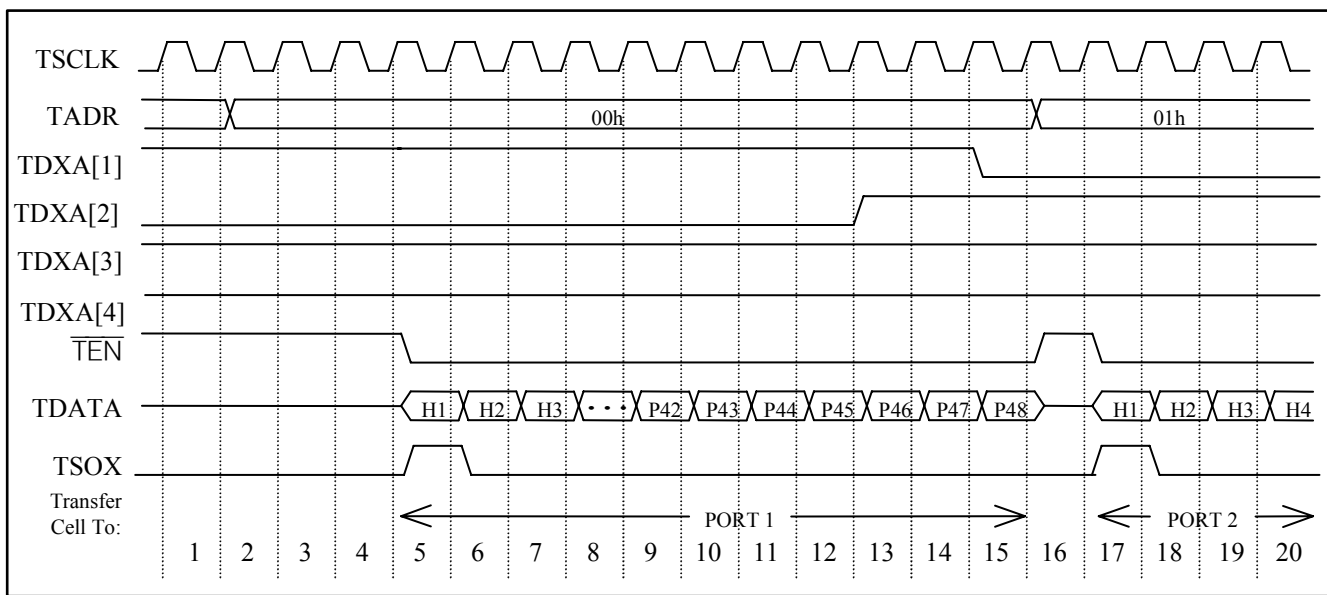 TSCLK
TADR 00h 01h
TDXA[1]
TDXA[2]
TDXA[3]
TDXA[4]
TEN
TDATA H1 H2 H3 ··· P42 P43 P44 P45 P46 P47 P48 H1 H2 H3 H4
TSOX
Transfer
Cell To: PORT 1 PORT 2
1 2 3 4 5 6 7 8 9 10 11 12 13 14 15 16 17 18 19 20